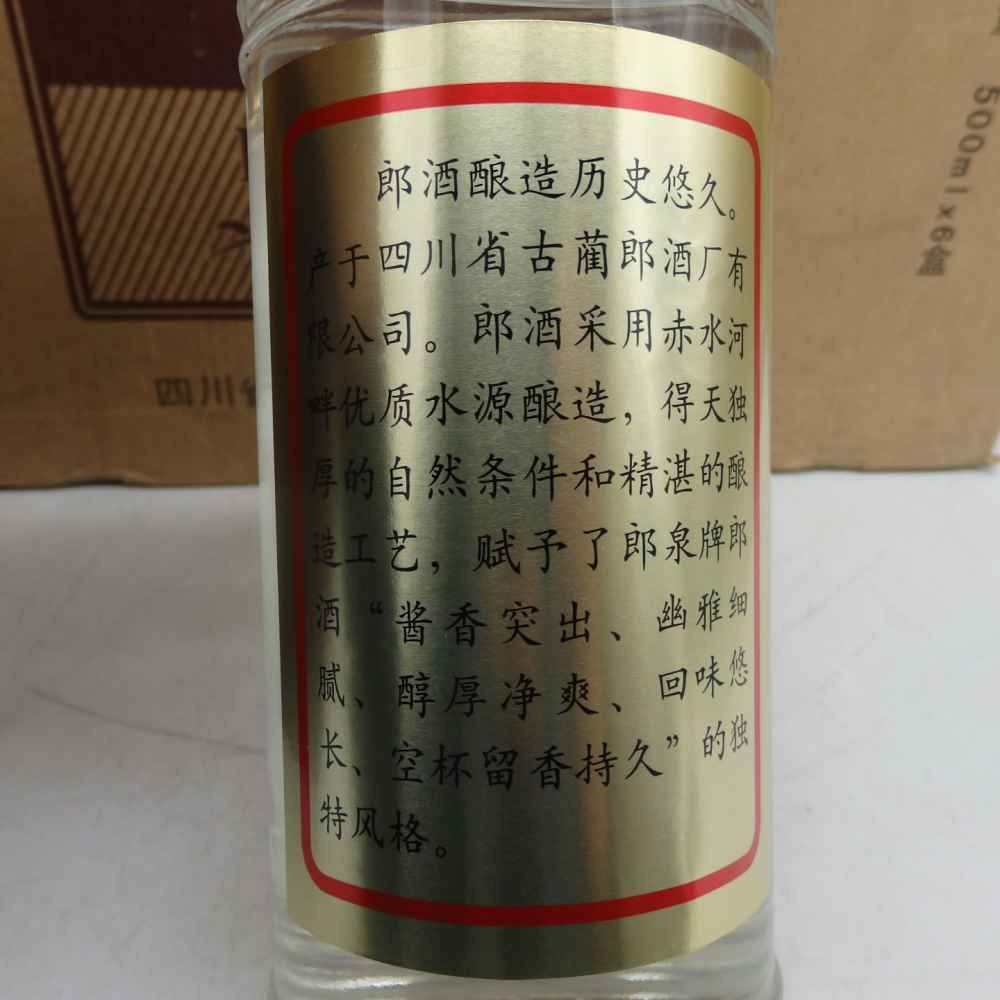 郎酒酿造历史悠久。
产于四川省古蔺郎酒厂有
限公司。郎酒采用赤水河
畔优质水源酿造，得天独
厚的自然条件和精湛的酿
造工艺，赋予了郎泉牌郎
酒“酱香突出、幽雅细
腻、醇厚净爽、回味悠
长、空杯留香持久”的独
特风格。
500ml×6瓶
四川省